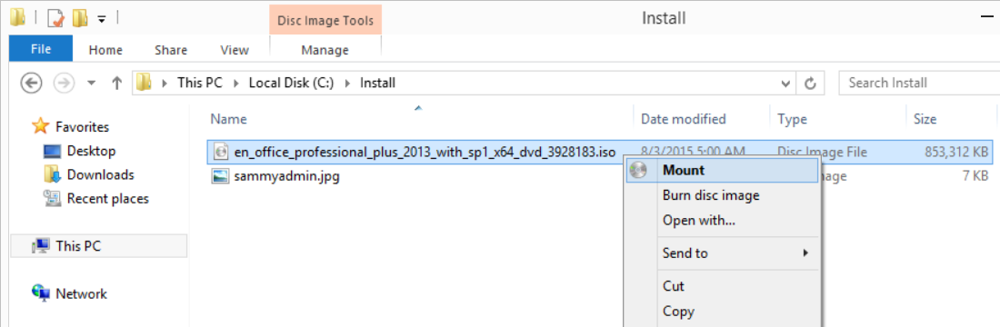 Disc Image Tools
Install
File Home Share View Manage
This PC Local Disk (C:) Install
Search Install
Name Date modified Type Size
Favorites
Desktop
Downloads
Recent places
This PC
Network
en_office_professional_plus_2013_with_sp1_x64_dvd_3928183.iso 8/3/2015 5:00 AM Disc Image File 853,312 KB
sammyadmin.jpg 7 KB
Mount
Burn disc image
Open with...
Send to
Cut
Copy